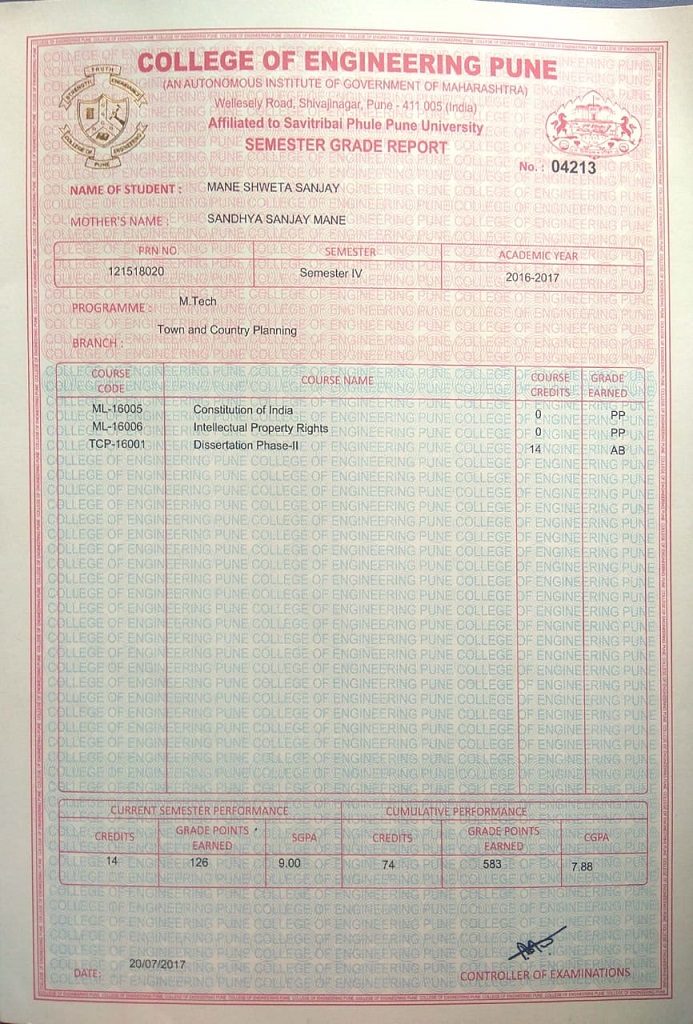 COLLEGE OF ENGINEERING PUNE
(AN AUTONOMOUS INSTITUTE OF GOVERNMENT OF MAHARASHTRA)
Wellesely Road, Shivajinagar, Pune - 411 005 (India)
Affiliated to Savitribai Phule Pune University
SEMESTER GRADE REPORT
No. : 04213
NAME OF STUDENT : MANE SHWETA SANJAY
MOTHER'S NAME : SANDHYA SANJAY MANE
PRN NO. SEMESTER ACADEMIC YEAR
121518020 Semester IV 2016-2017
PROGRAMME : M.Tech
BRANCH : Town and Country Planning
COURSE CODE COURSE NAME COURSE CREDITS GRADE EARNED
ML-16005 Constitution of India 0 PP
ML-16006 Intellectual Property Rights 0 PP
TCP-16001 Dissertation Phase-II 14 AB
CURRENT SEMESTER PERFORMANCE CUMULATIVE PERFORMANCE
CREDITS GRADE POINTS EARNED SGPA CREDITS GRADE POINTS EARNED CGPA
14 126 9.00 74 583 7.88
DATE: 20/07/2017
CONTROLLER OF EXAMINATIONS